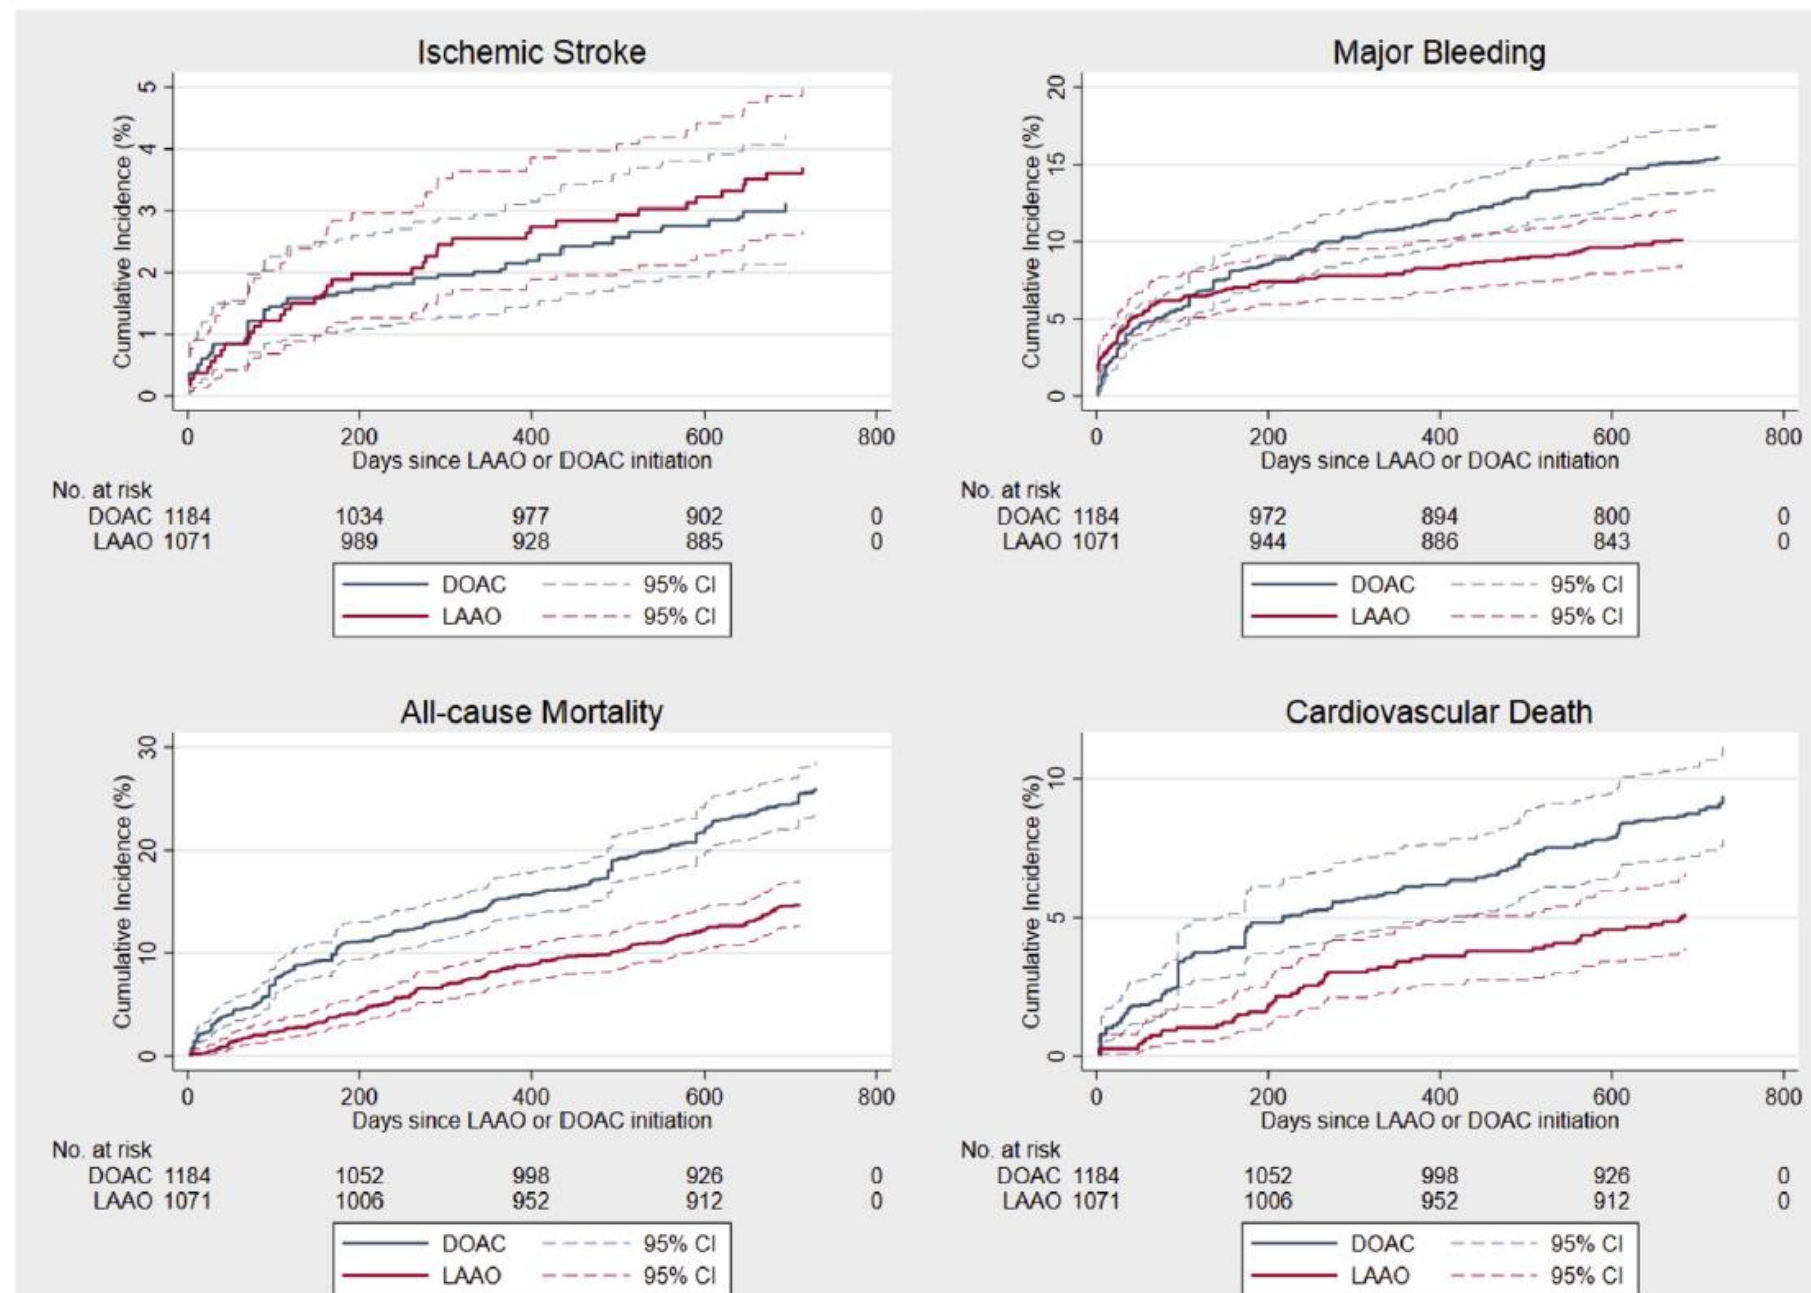 Ischemic Stroke
Cumulative Incidence (%)
5
4
3
2
1
0
0 200 400 600 800
Days since LAAO or DOAC initiation
No. at risk
DOAC 1184 1034 977 902 0
LAAO 1071 989 928 885 0
DOAC 95% CI
LAAO 95% CI
Major Bleeding
Cumulative Incidence (%)
20
15
10
5
0
0 200 400 600 800
Days since LAAO or DOAC initiation
No. at risk
DOAC 1184 972 894 800 0
LAAO 1071 944 886 843 0
DOAC 95% CI
LAAO 95% CI
All-cause Mortality
Cumulative Incidence (%)
30
20
10
0
0 200 400 600 800
Days since LAAO or DOAC initiation
No. at risk
DOAC 1184 1052 998 926 0
LAAO 1071 1006 952 912 0
DOAC 95% CI
LAAO 95% CI
Cardiovascular Death
Cumulative Incidence (%)
10
5
0
0 200 400 600 800
Days since LAAO or DOAC initiation
No. at risk
DOAC 1184 1052 998 926 0
LAAO 1071 1006 952 912 0
DOAC 95% CI
LAAO 95% CI